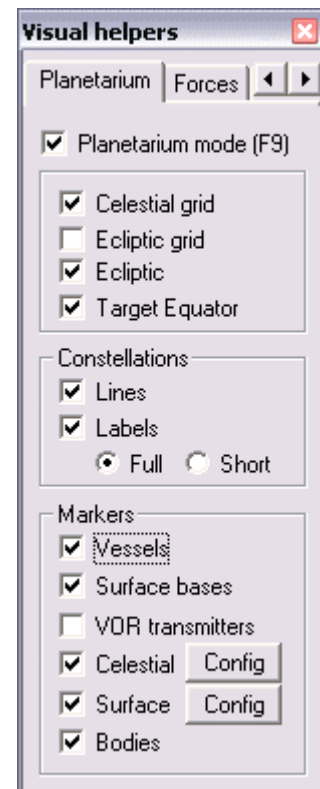 Visual helpers
Planetarium Forces
Planetarium mode (F9)
Celestial grid
Ecliptic grid
Ecliptic
Target Equator
Constellations
Lines
Labels
Full Short
Markers
Vessels
Surface bases
VOR transmitters
Celestial Config
Surface Config
Bodies